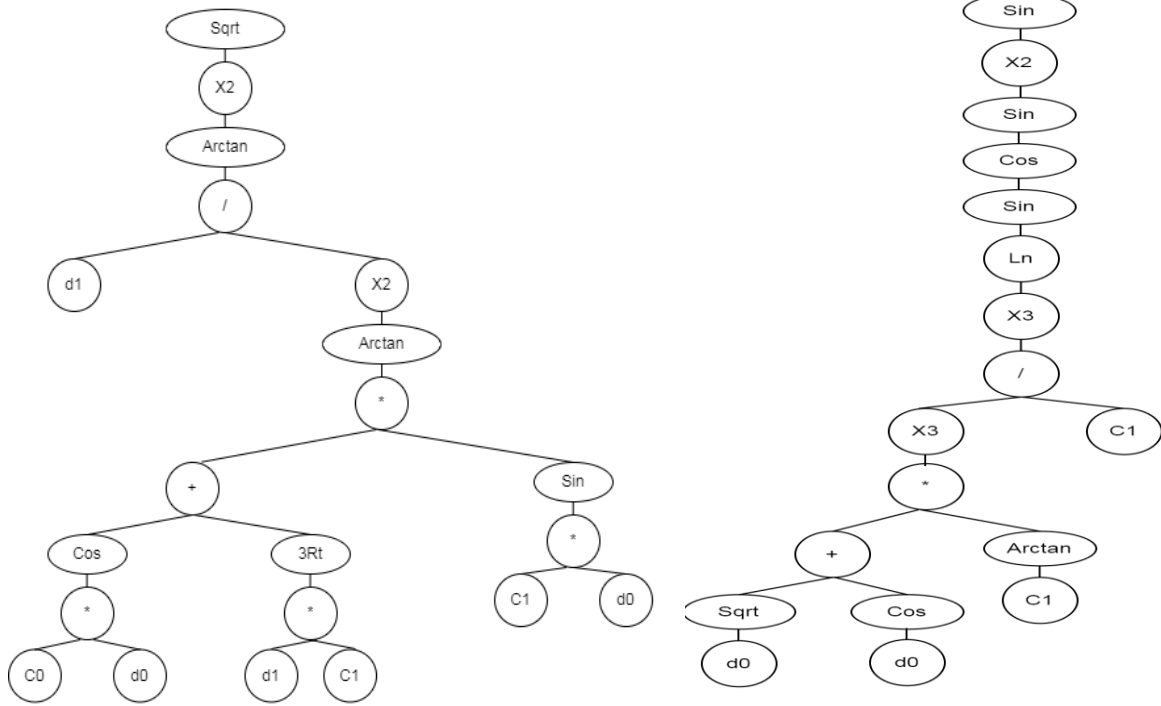 Sqrt
X2
Arctan
/
d1
X2
Arctan
*
+
Sin
Cos
3Rt
*
*
*
C1
d0
C0
d0
d1
C1
Sin
X2
Sin
Cos
Sin
Ln
X3
/
X3
C1
*
+
Arctan
Sqrt
Cos
C1
d0
d0